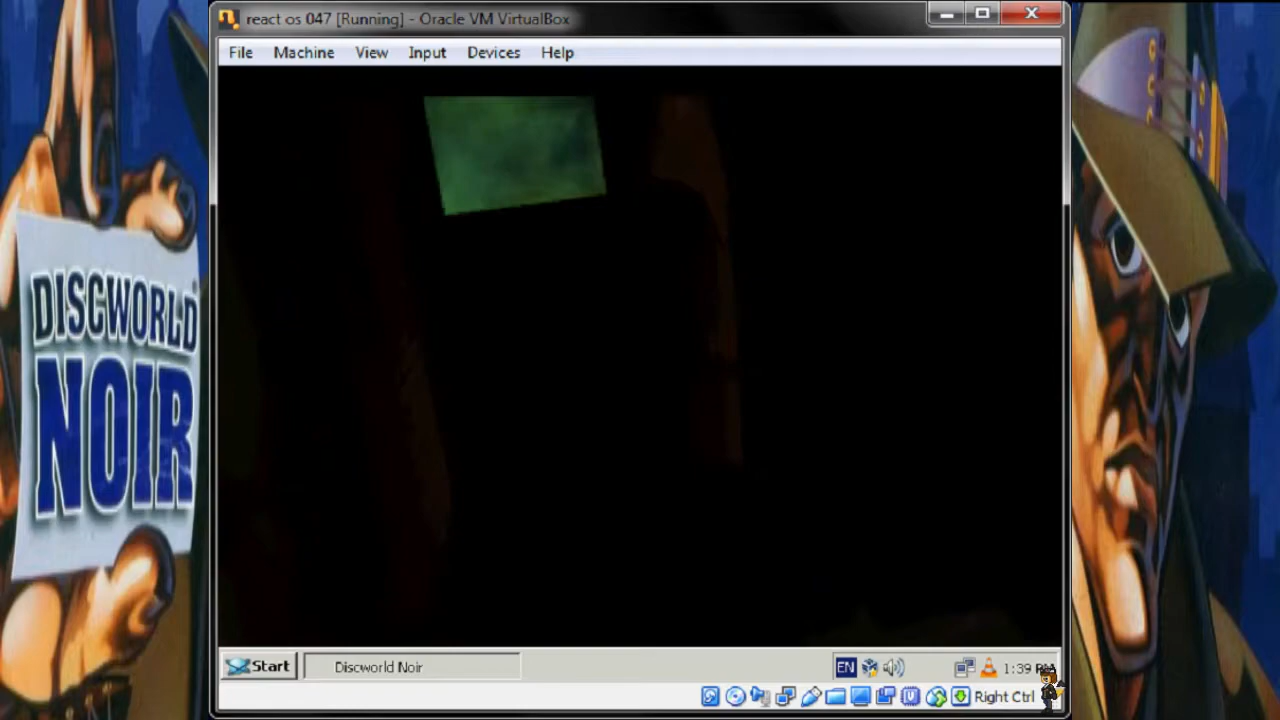 react os 047 [Running] - Oracle VM VirtualBox
File Machine View Input Devices Help
DISCWORLD
NOIR
Start Discworld Noir EN 1:39 PM
Right Ctrl